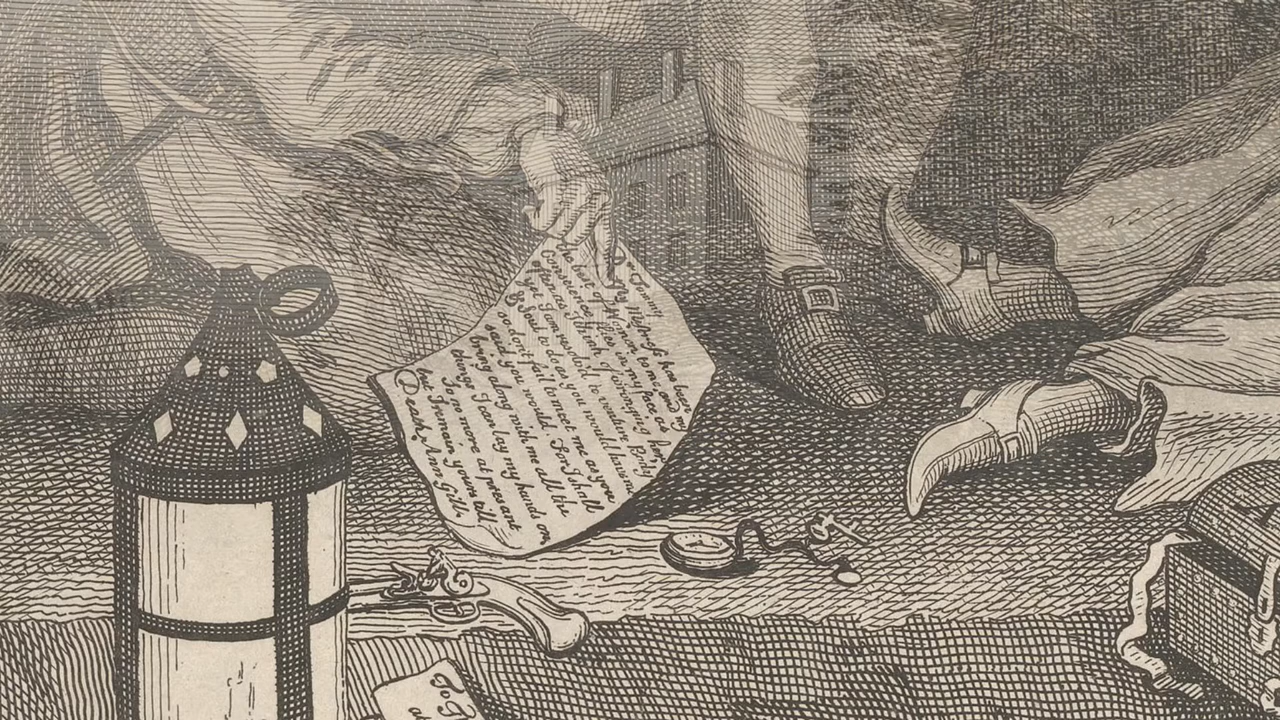 Dr Tommy
My Mistress has been
the best of Women to me, and my
Conscience flies in my face as
often as I think of wronging her,
yet I am resolv'd to venture Body
& Soul to do as you would have me
so don't fail to meet me as you
said you would. For I shall
bring along with me all the
things I can lay my hands on.
So no more at present
but I remain yours till
Death. Ann Gill.
To T